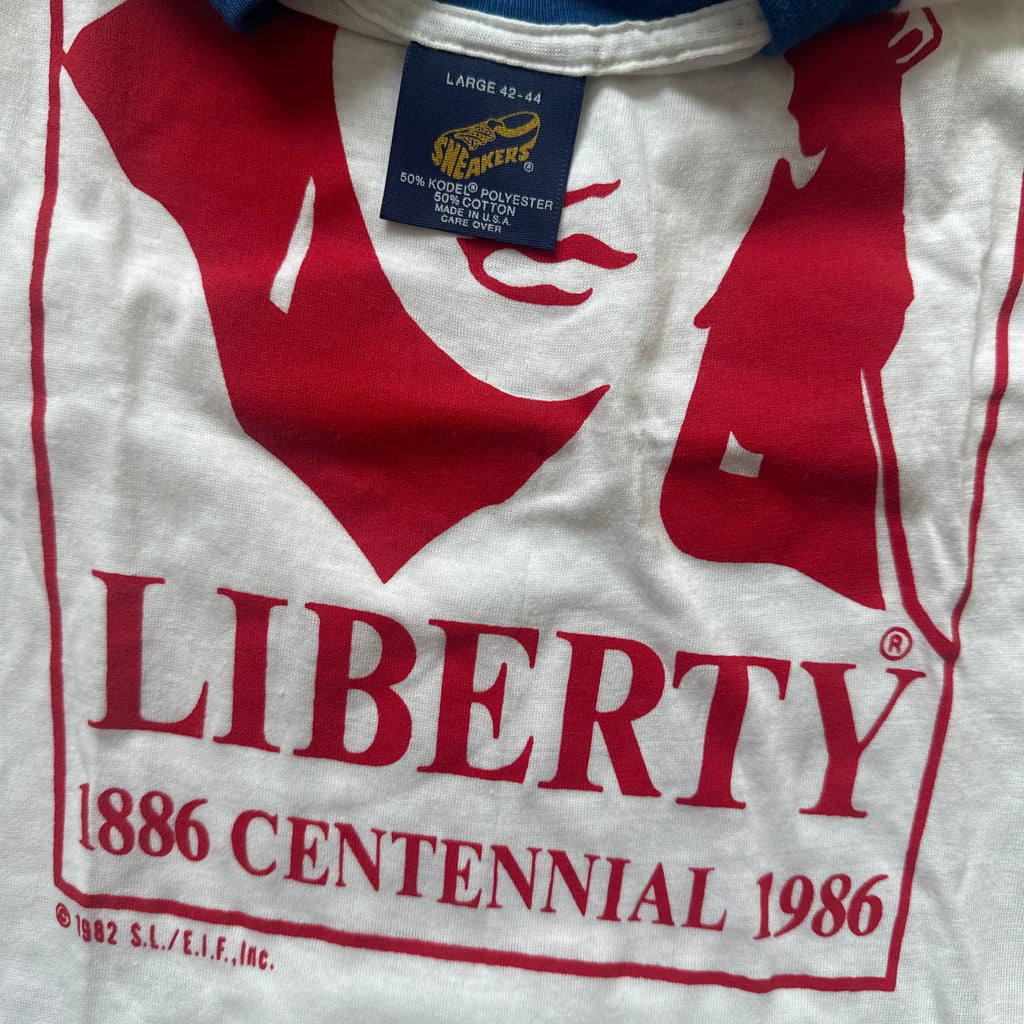 LARGE 42-44
SNEAKERS®
50% KODEL® POLYESTER
50% COTTON
MADE IN U.S.A.
CARE OVER
LIBERTY®
1886 CENTENNIAL 1986
© 1982 S.L./E.I.F.,Inc.